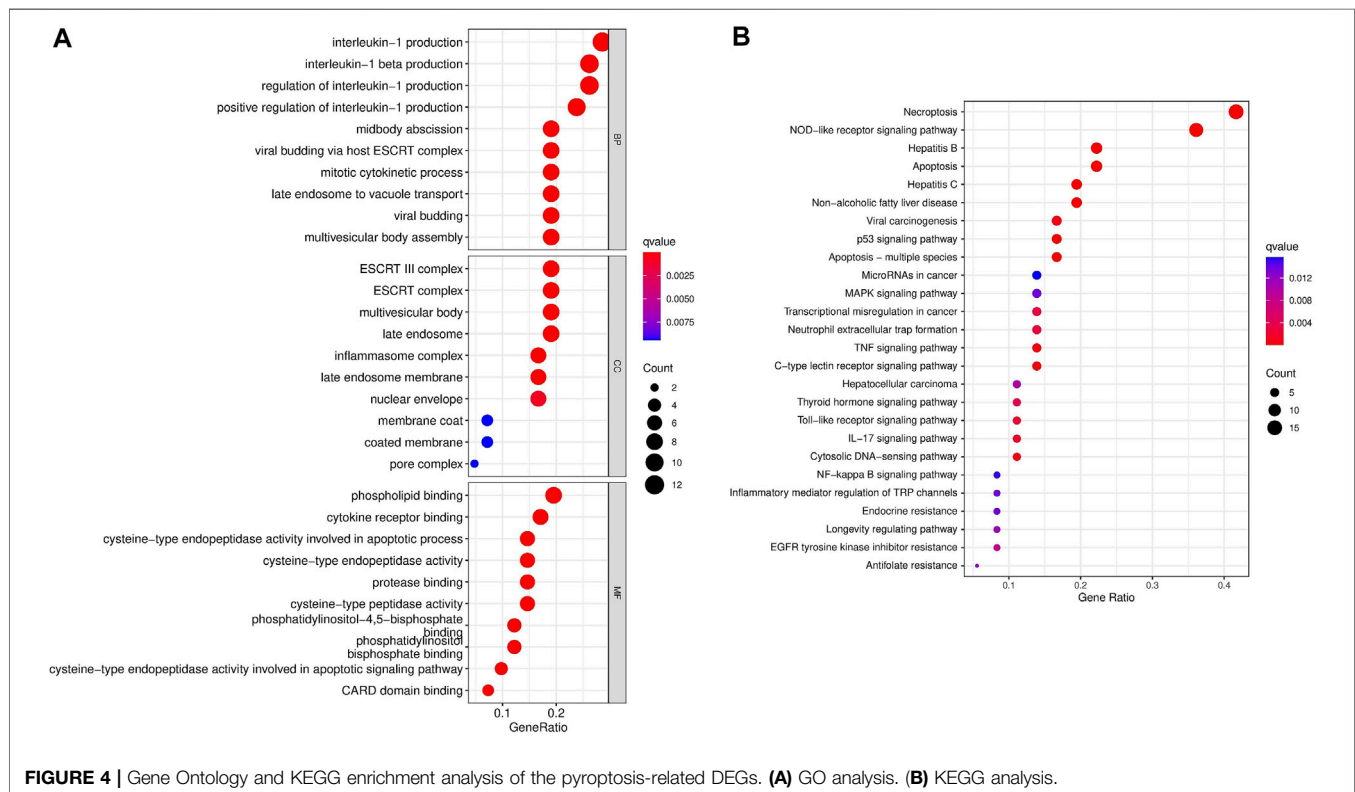 A
interleukin−1 production
interleukin−1 beta production
regulation of interleukin−1 production
positive regulation of interleukin−1 production
midbody abscission
viral budding via host ESCRT complex
mitotic cytokinetic process
late endosome to vacuole transport
viral budding
multivesicular body assembly
BP
ESCRT III complex
ESCRT complex
multivesicular body
late endosome
inflammasome complex
late endosome membrane
nuclear envelope
membrane coat
coated membrane
pore complex
CC
phospholipid binding
cytokine receptor binding
cysteine−type endopeptidase activity involved in apoptotic process
cysteine−type endopeptidase activity
protease binding
cysteine−type peptidase activity
phosphatidylinositol−4,5−bisphosphate
binding
phosphatidylinositol
bisphosphate binding
cysteine−type endopeptidase activity involved in apoptotic signaling pathway
CARD domain binding
MF
0.1 0.2
GeneRatio
qvalue
0.0025
0.0050
0.0075
Count
2
4
6
8
10
12
B
Necroptosis
NOD−like receptor signaling pathway
Hepatitis B
Apoptosis
Hepatitis C
Non−alcoholic fatty liver disease
Viral carcinogenesis
p53 signaling pathway
Apoptosis − multiple species
MicroRNAs in cancer
MAPK signaling pathway
Transcriptional misregulation in cancer
Neutrophil extracellular trap formation
TNF signaling pathway
C−type lectin receptor signaling pathway
Hepatocellular carcinoma
Thyroid hormone signaling pathway
Toll−like receptor signaling pathway
IL−17 signaling pathway
Cytosolic DNA−sensing pathway
NF−kappa B signaling pathway
Inflammatory mediator regulation of TRP channels
Endocrine resistance
Longevity regulating pathway
EGFR tyrosine kinase inhibitor resistance
Antifolate resistance
0.1 0.2 0.3 0.4
Gene Ratio
qvalue
0.012
0.008
0.004
Count
5
10
15
FIGURE 4 | Gene Ontology and KEGG enrichment analysis of the pyroptosis-related DEGs. (A) GO analysis. (B) KEGG analysis.